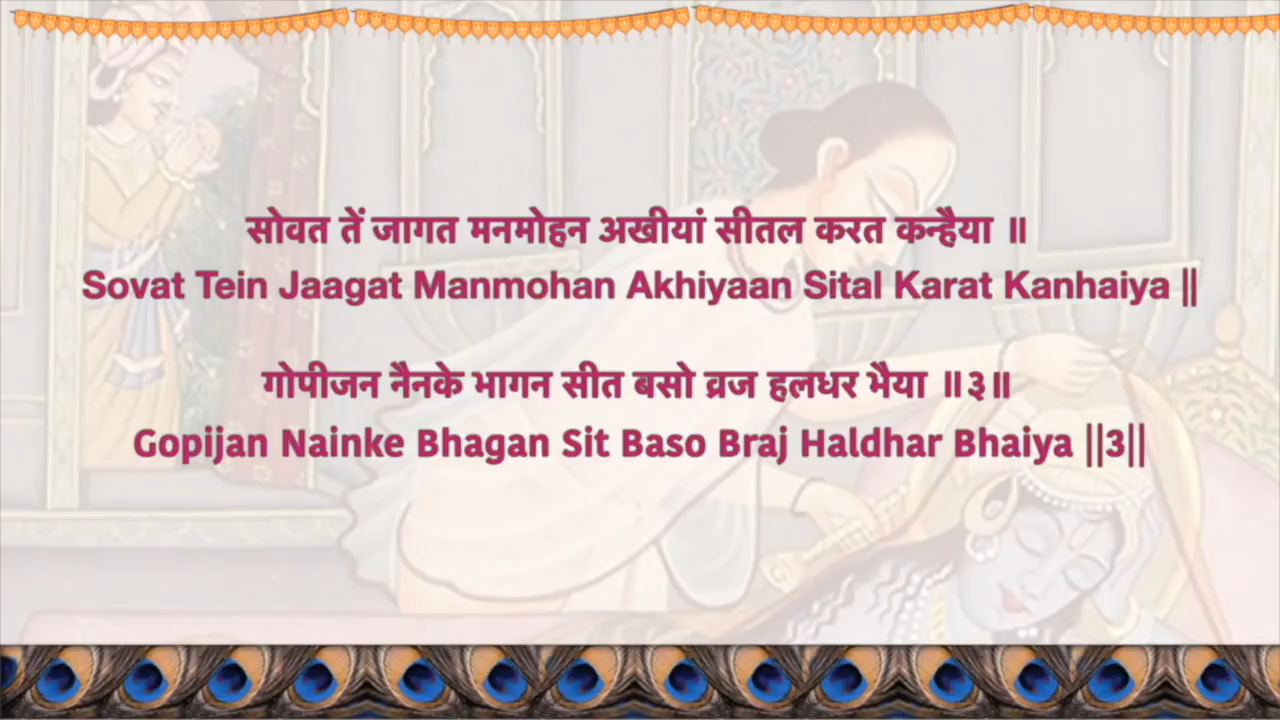 सोवत तें जागत मनमोहन अखीयां सीतल करत कन्हैया ॥
Sovat Tein Jaagat Manmohan Akhiyaan Sital Karat Kanhaiya ||
गोपीजन नैनके भागन सीत बसो व्रज हलधर भैया ॥३॥
Gopijan Nainke Bhagan Sit Baso Braj Haldhar Bhaiya ||3||